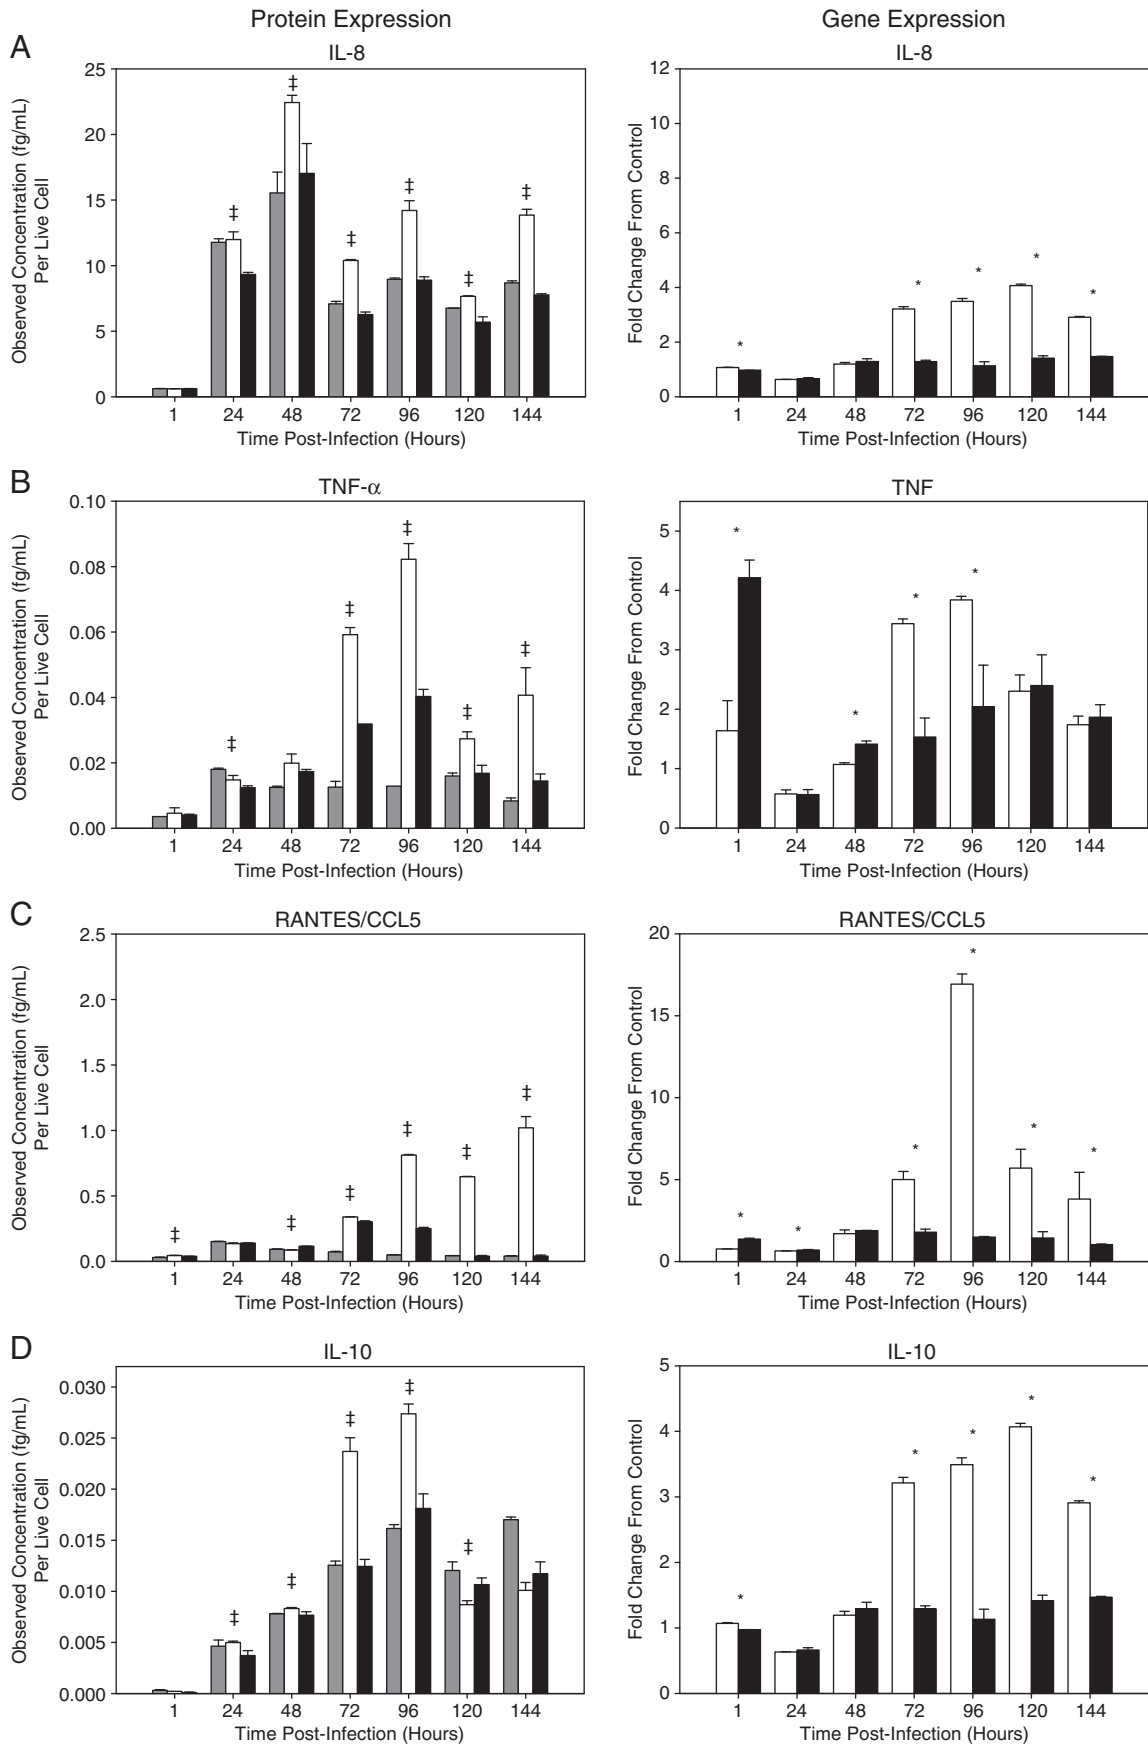 Protein Expression
Gene Expression
A
IL-8
IL-8
Observed Concentration (fg/mL)
Per Live Cell
25
20
15
10
5
0
1 24 48 72 96 120 144
Time Post-Infection (Hours)
‡ ‡ ‡ ‡ ‡ ‡
Fold Change From Control
12
10
8
6
4
2
0
1 24 48 72 96 120 144
Time Post-Infection (Hours)
* * * * *
B
TNF-α
TNF
Observed Concentration (fg/mL)
Per Live Cell
0.10
0.08
0.06
0.04
0.02
0.00
1 24 48 72 96 120 144
Time Post-Infection (Hours)
‡ ‡ ‡ ‡ ‡
Fold Change From Control
5
4
3
2
1
0
1 24 48 72 96 120 144
Time Post-Infection (Hours)
* * * *
C
RANTES/CCL5
RANTES/CCL5
Observed Concentration (fg/mL)
Per Live Cell
2.5
2.0
1.5
1.0
0.5
0.0
1 24 48 72 96 120 144
Time Post-Infection (Hours)
‡ ‡ ‡ ‡ ‡ ‡
Fold Change From Control
20
15
10
5
0
1 24 48 72 96 120 144
Time Post-Infection (Hours)
* * * * * *
D
IL-10
IL-10
Observed Concentration (fg/mL)
Per Live Cell
0.030
0.025
0.020
0.015
0.010
0.005
0.000
1 24 48 72 96 120 144
Time Post-Infection (Hours)
‡ ‡ ‡ ‡ ‡
Fold Change From Control
5
4
3
2
1
0
1 24 48 72 96 120 144
Time Post-Infection (Hours)
* * * * *